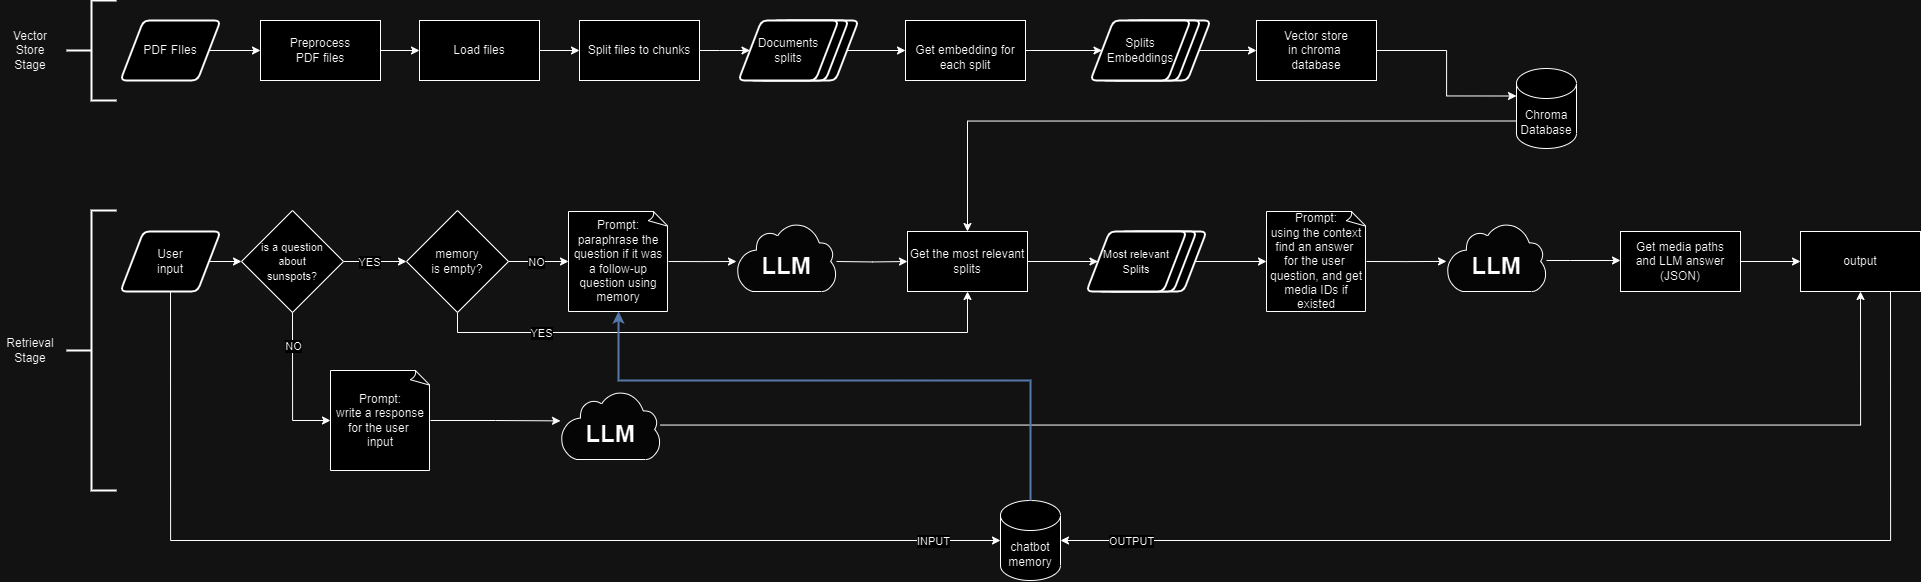 Vector
Store
Stage
PDF FIles
Preprocess
PDF files
Load files
Split files to chunks
Documents
splits
Get embedding for
each split
Splits
Embeddings
Vector store
in chroma
database
Chroma
Database
Retrieval
Stage
User
input
is a question
about
sunspots?
YES
NO
memory
is empty?
NO
YES
Prompt:
paraphrase the
question if it was
a follow-up
question using
memory
LLM
Get the most relevant
splits
Most relevant
Splits
Prompt:
using the context
find an answer
for the user
question, and get
media IDs if
existed
LLM
Get media paths
and LLM answer
(JSON)
output
Prompt:
write a response
for the user
input
LLM
INPUT
chatbot
memory
OUTPUT